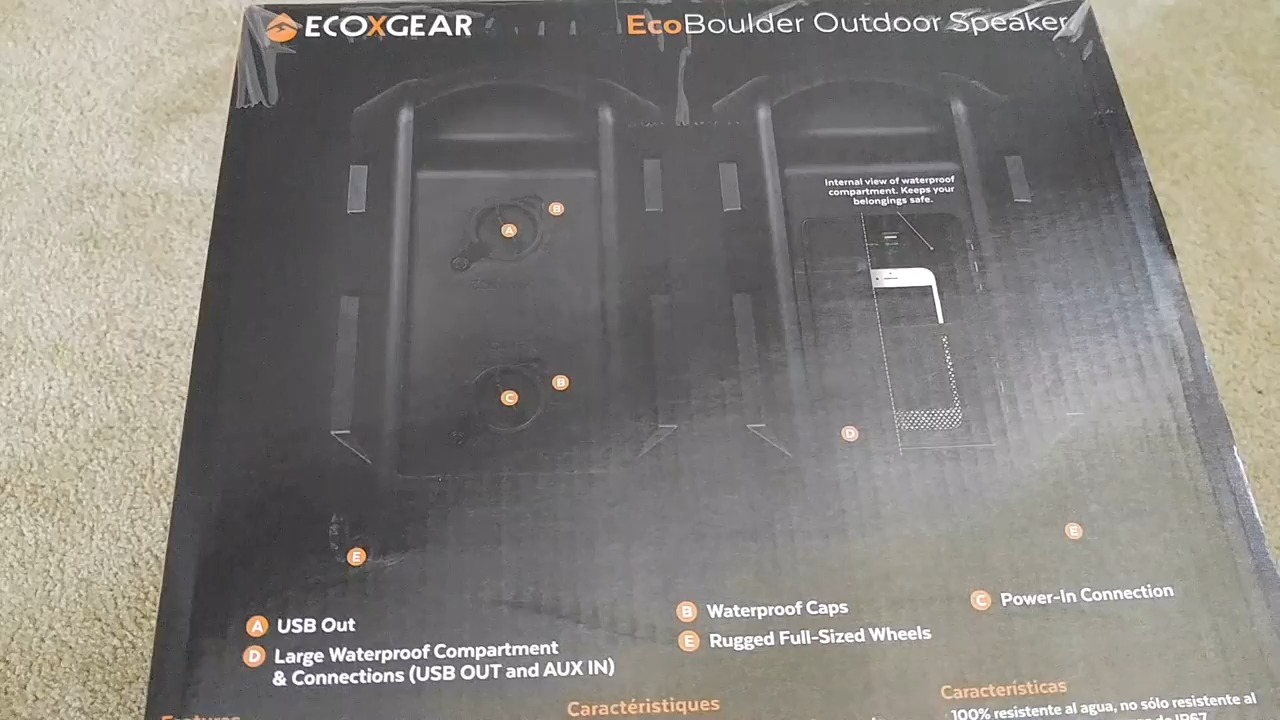 ECOXGEAR
EcoBoulder Outdoor Speaker
Internal view of waterproof
compartment. Keeps your
belongings safe.
B
A
B
C
D
E
E
A USB Out
B Waterproof Caps
C Power-In Connection
D Large Waterproof Compartment
& Connections (USB OUT and AUX IN)
E Rugged Full-Sized Wheels
Features
Caractéristiques
Características
100% resistente al agua, no sólo resistente al
IP67